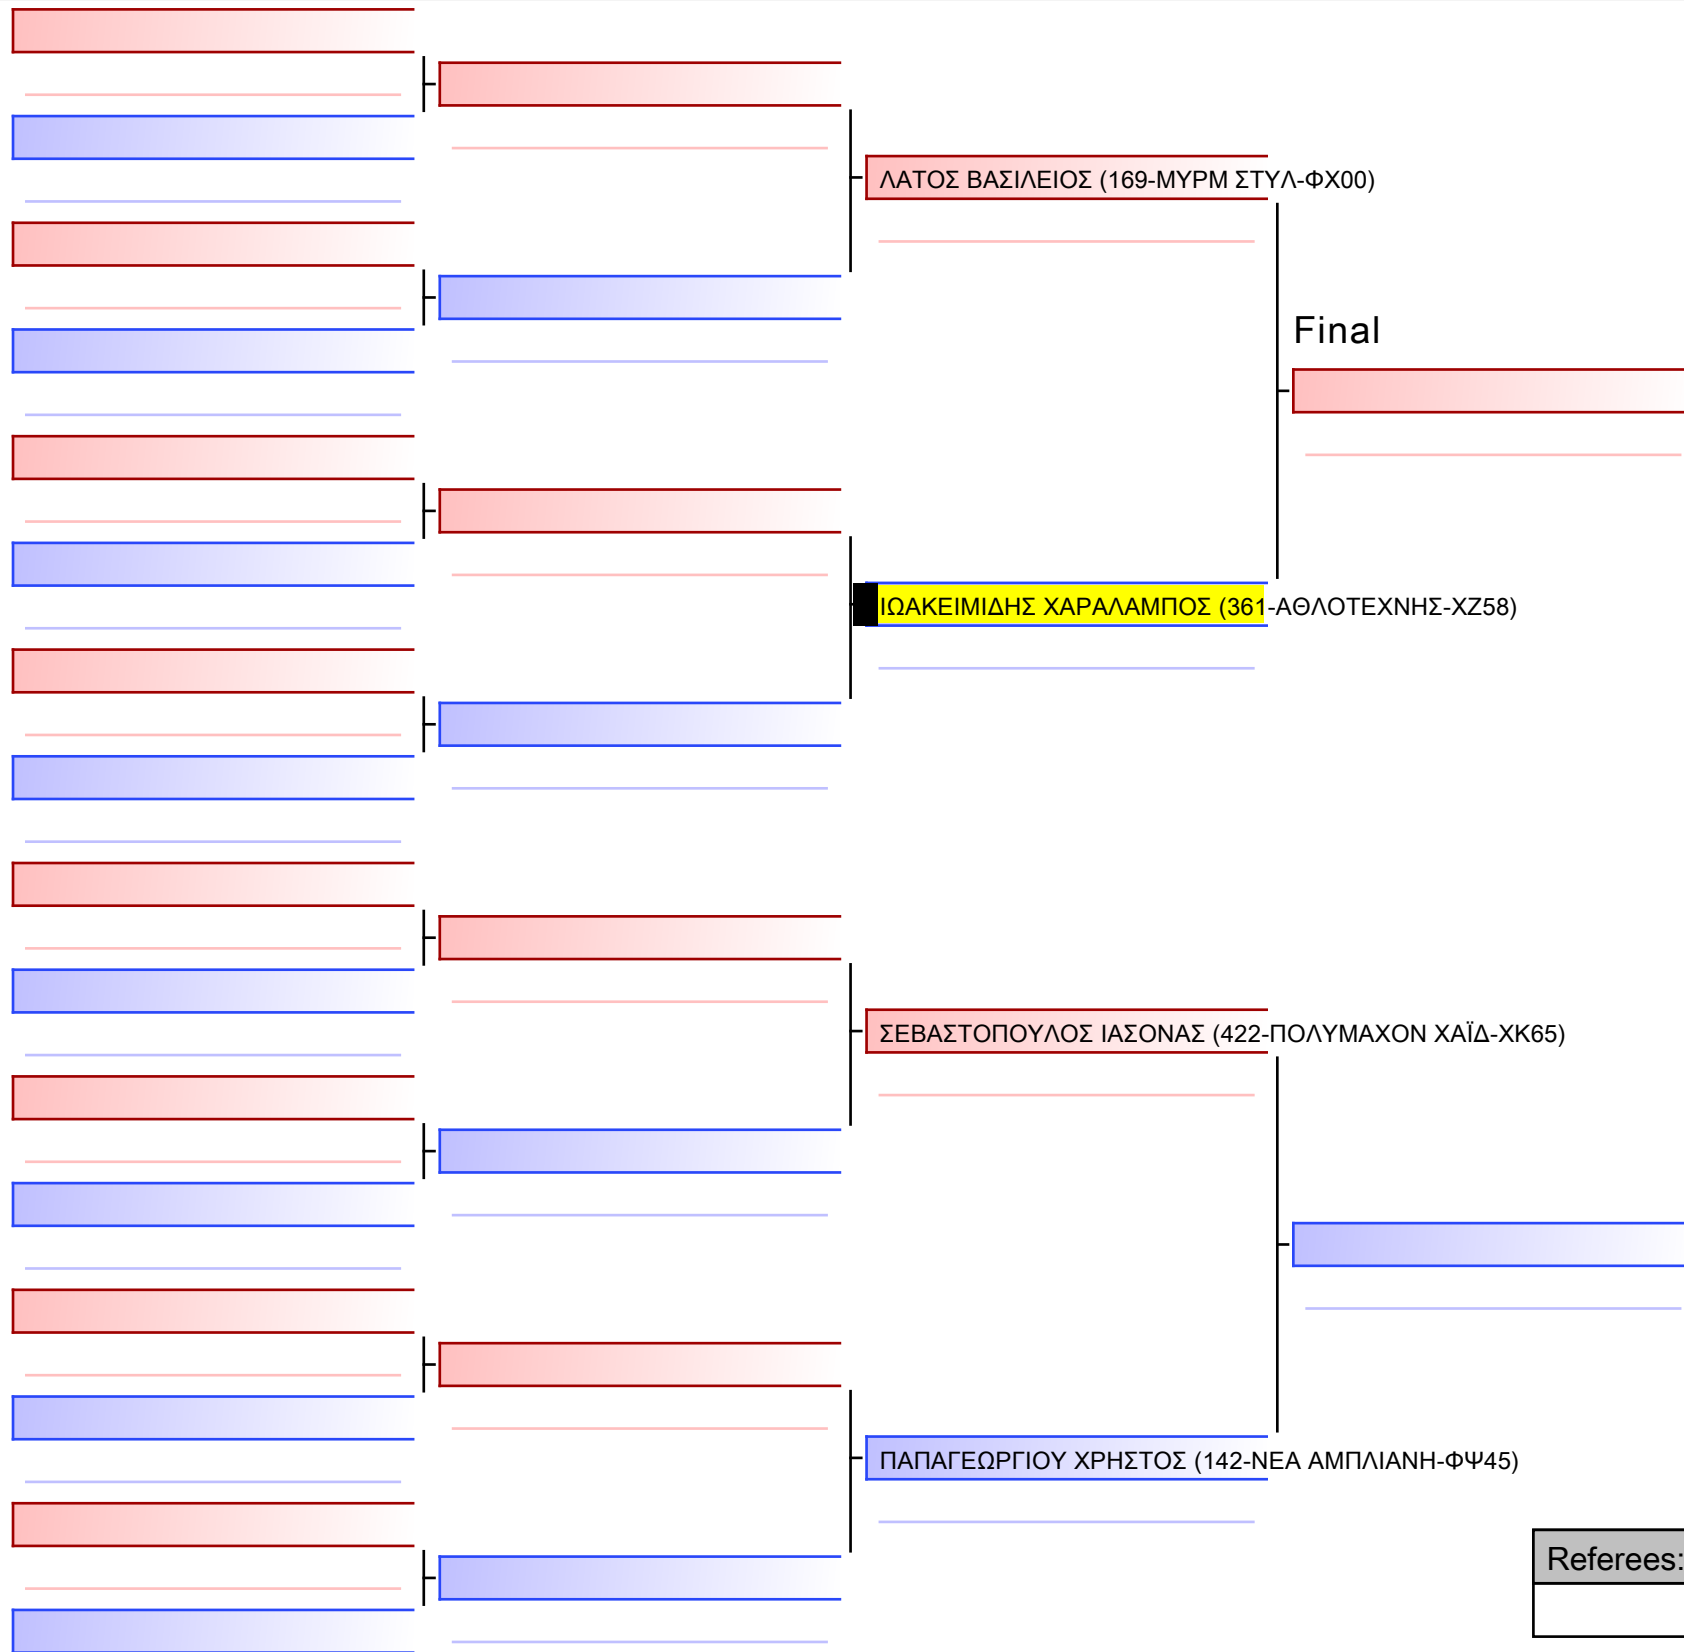 ΛΑΤΟΣ ΒΑΣΙΛΕΙΟΣ (169-ΜΥΡΜ ΣΤΥΛ-ΦΧ00)
Final
ΙΩΑΚΕΙΜΙΔΗΣ ΧΑΡΑΛΑΜΠΟΣ (361-ΑΘΛΟΤΕΧΝΗΣ-ΧΖ58)
ΣΕΒΑΣΤΟΠΟΥΛΟΣ ΙΑΣΟΝΑΣ (422-ΠΟΛΥΜΑΧΟΝ ΧΑΪΔ-ΧΚ65)
ΠΑΠΑΓΕΩΡΓΙΟΥ ΧΡΗΣΤΟΣ (142-ΝΕΑ ΑΜΠΛΙΑΝΗ-ΦΨ45)
Referees: